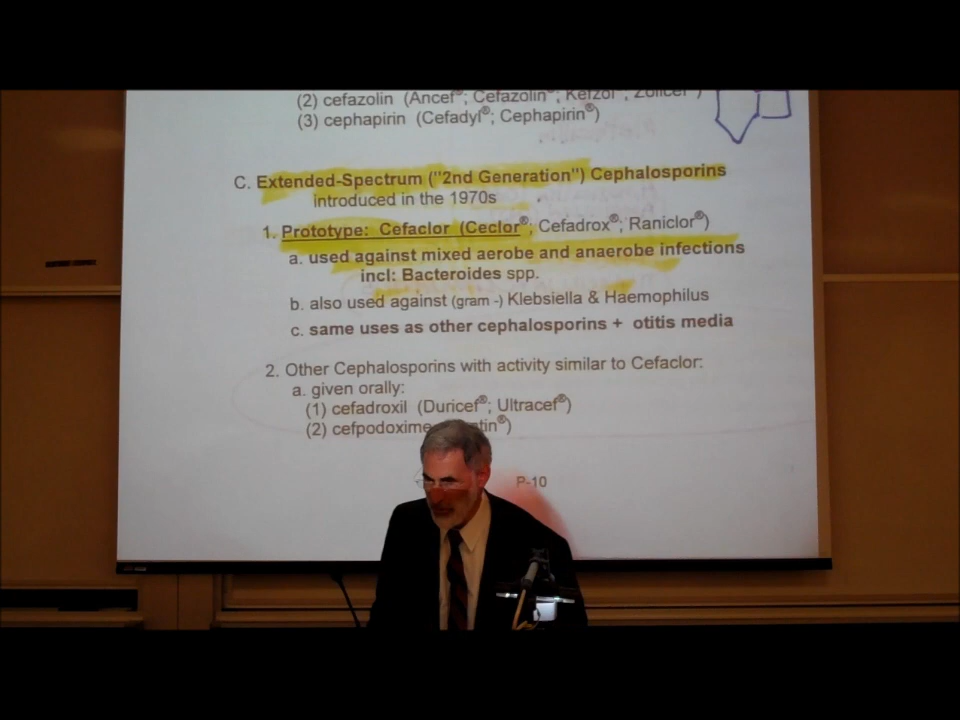 (2) cefazolin (Ancef®; Cefazolin®; Kefzol®; Zolicef®)
(3) cephapirin (Cefadyl®; Cephapirin®)
C. Extended-Spectrum ("2nd Generation") Cephalosporins
introduced in the 1970s
1. Prototype: Cefaclor (Ceclor®; Cefadrox®; Raniclor®)
a. used against mixed aerobe and anaerobe infections
incl: Bacteroides spp.
b. also used against (gram -) Klebsiella & Haemophilus
c. same uses as other cephalosporins + otitis media
2. Other Cephalosporins with activity similar to Cefaclor:
a. given orally:
(1) cefadroxil (Duricef®; Ultracef®)
(2) cefpodoxime
P-10